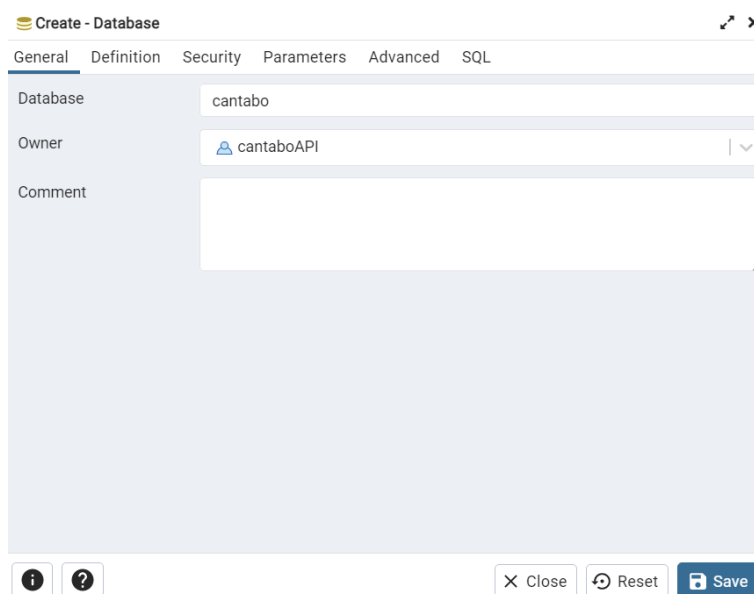 Create - Database
General Definition Security Parameters Advanced SQL
Database cantabo
Owner cantaboAPI
Comment
Close Reset Save